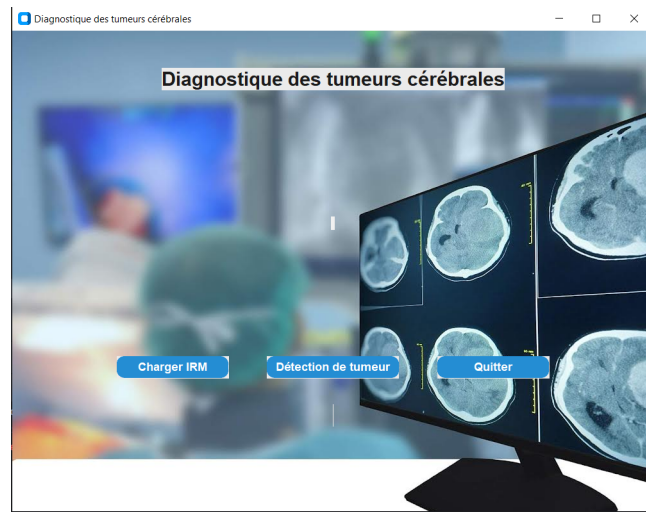 Diagnostique des tumeurs cérébrales
Diagnostique des tumeurs cérébrales
Charger IRM
Détection de tumeur
Quitter